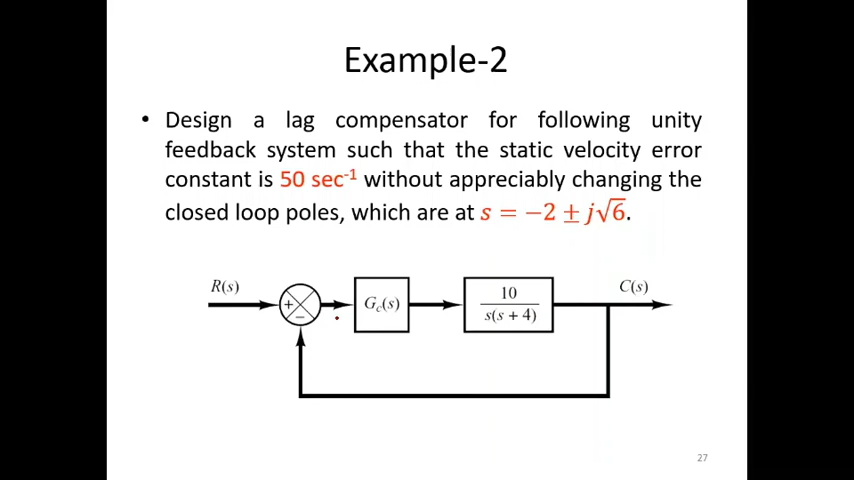 Example-2
• Design a lag compensator for following unity
feedback system such that the static velocity error
constant is 50 sec⁻¹ without appreciably changing the
closed loop poles, which are at s = −2 ± j√6.
R(s)
+
−
G_c(s)
10
s(s + 4)
C(s)
27